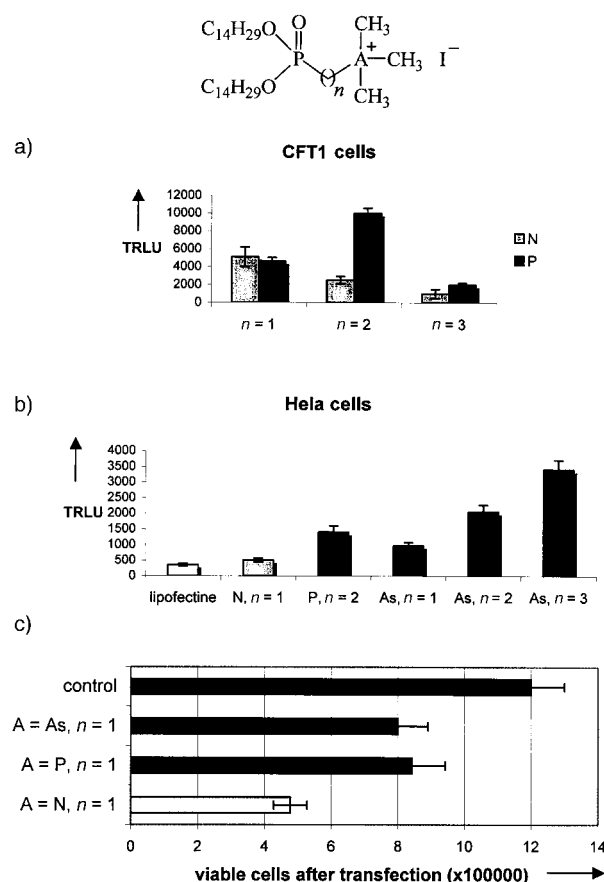 C14H29O O CH3
P A+ CH3 I−
C14H29O ( )n CH3
a)
CFT1 cells
TRLU
12000
10000
8000
6000
4000
2000
0
N
P
n = 1 n = 2 n = 3
b)
Hela cells
TRLU
4000
3500
3000
2500
2000
1500
1000
500
0
lipofectine N, n = 1 P, n = 2 As, n = 1 As, n = 2 As, n = 3
c)
control
A = As, n = 1
A = P, n = 1
A = N, n = 1
0 2 4 6 8 10 12 14
viable cells after transfection (x100000)